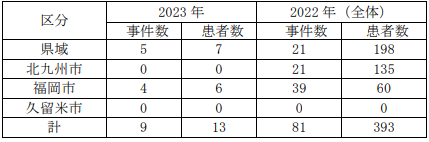 区分 2023 年 2022 年（全体）
事件数 患者数 事件数 患者数
県域 5 7 21 198
北九州市 0 0 21 135
福岡市 4 6 39 60
久留米市 0 0 0 0
計 9 13 81 393